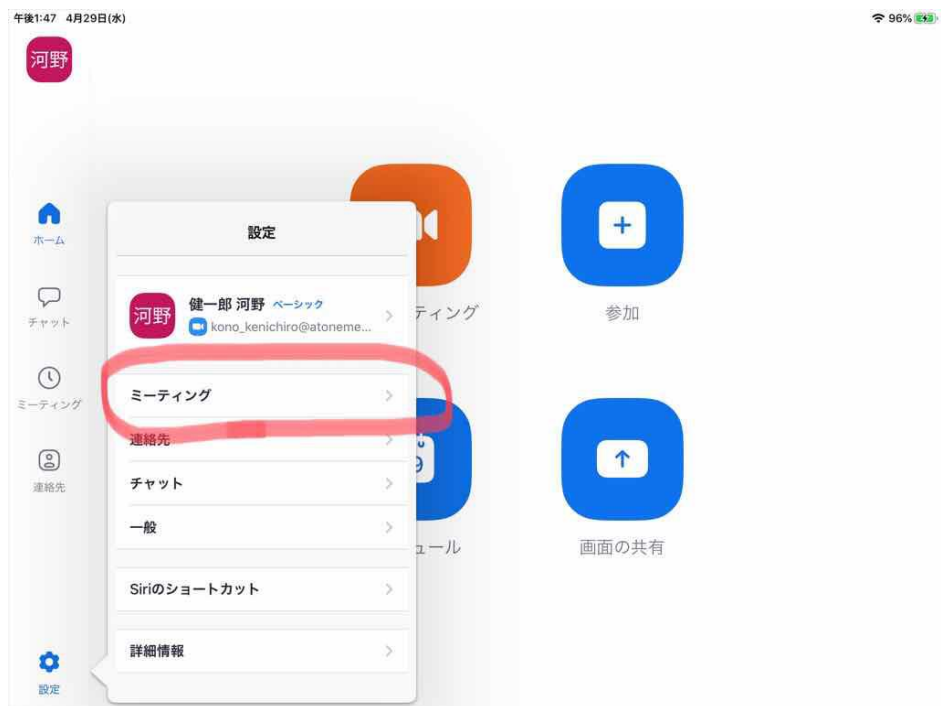 午後1:47 4月29日(水)
96%
河野
ホーム
チャット
ミーティング
連絡先
設定
設定
河野
健一郎 河野 ベーシック
kono_kenichiro@atoneme...
ミーティング
連絡先
チャット
一般
Siriのショートカット
詳細情報
ティング
参加
9
ュール
画面の共有